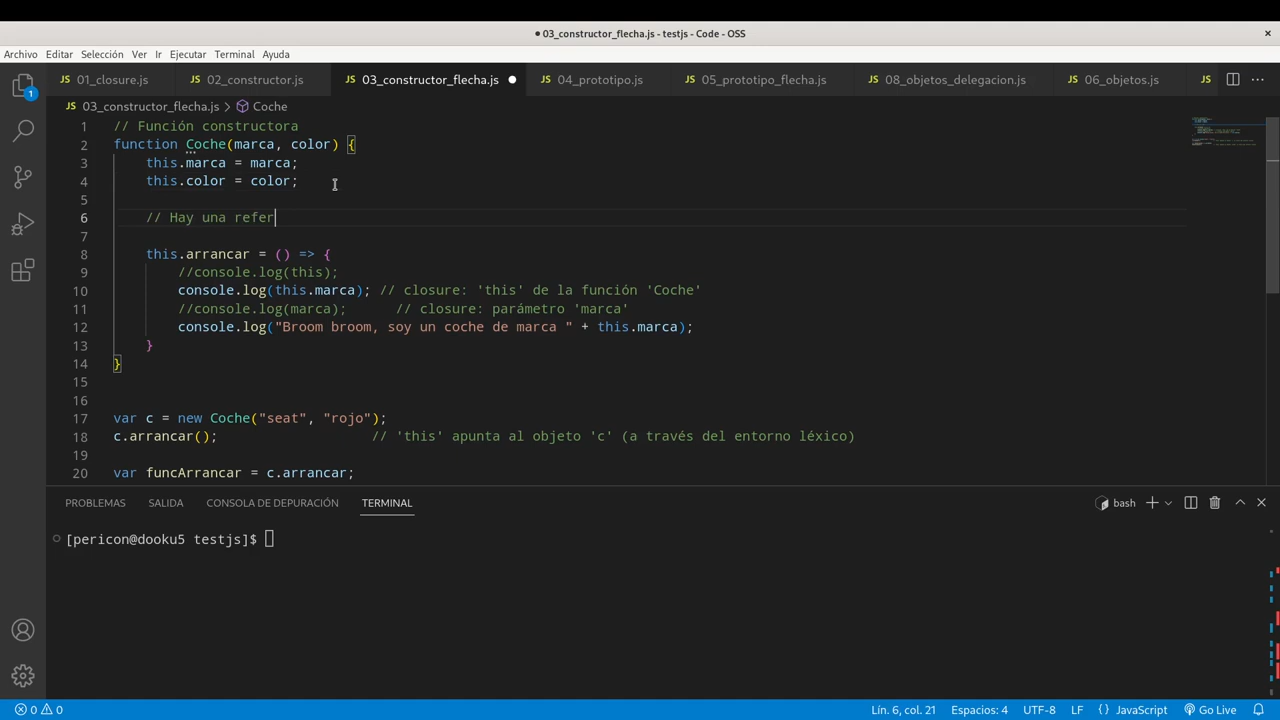 03_constructor_flecha.js - testjs - Code - OSS
Archivo Editar Selección Ver Ir Ejecutar Terminal Ayuda
JS 01_closure.js JS 02_constructor.js JS 03_constructor_flecha.js JS 04_prototipo.js JS 05_prototipo_flecha.js JS 08_objetos_delegacion.js JS 06_objetos.js JS
1
JS 03_constructor_flecha.js > Coche
1 // Función constructora
2 function Coche(marca, color) {
3 this.marca = marca;
4 this.color = color;
5
6 // Hay una refer
7
8 this.arrancar = () => {
9 //console.log(this);
10 console.log(this.marca); // closure: 'this' de la función 'Coche'
11 //console.log(marca); // closure: parámetro 'marca'
12 console.log("Broom broom, soy un coche de marca " + this.marca);
13 }
14 }
15
16
17 var c = new Coche("seat", "rojo");
18 c.arrancar(); // 'this' apunta al objeto 'c' (a través del entorno léxico)
19
20 var funcArrancar = c.arrancar;
PROBLEMAS SALIDA CONSOLA DE DEPURACIÓN TERMINAL bash
[pericon@dooku5 testjs]$
0 0 Lín. 6, col. 21 Espacios: 4 UTF-8 LF {} JavaScript Go Live